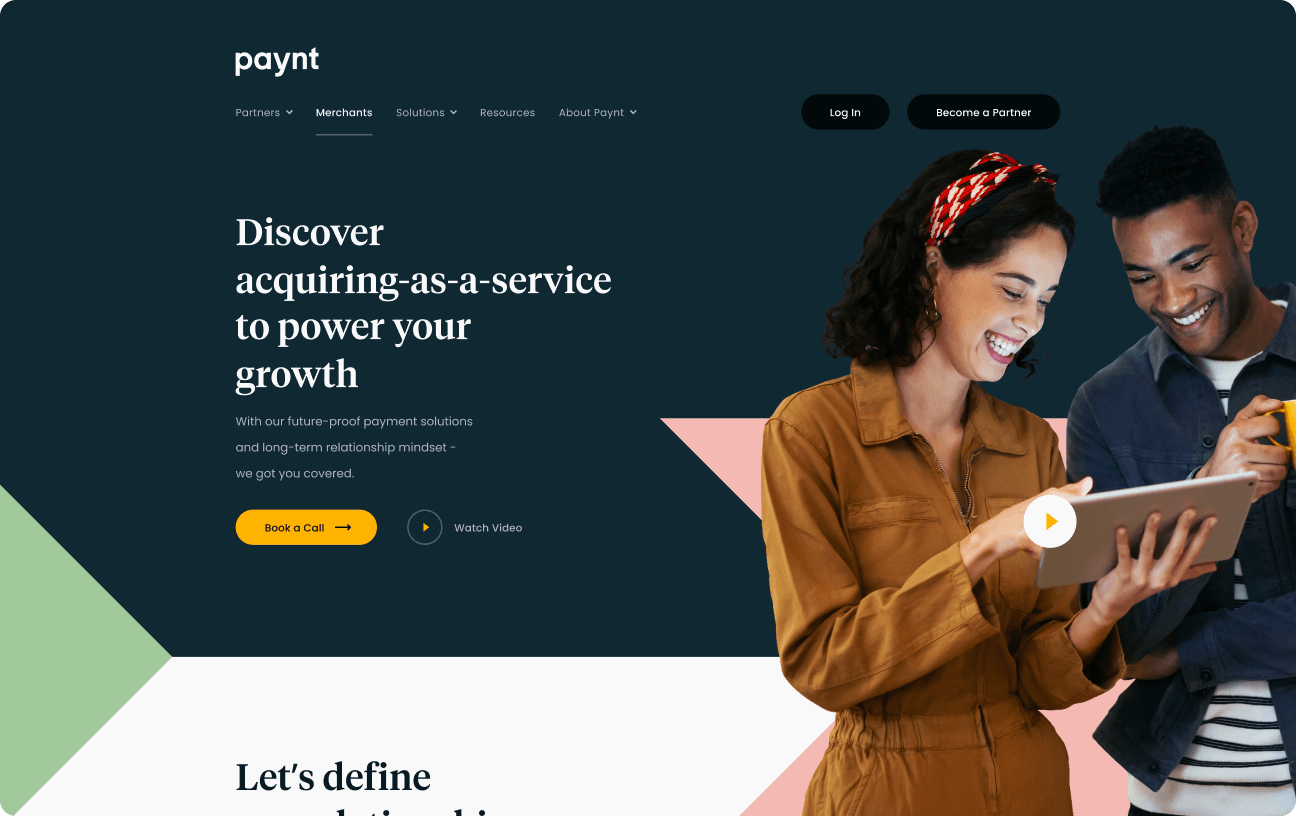 paynt
Partners Merchants Solutions Resources About Paynt Log In Become a Partner
Discover
acquiring-as-a-service
to power your
growth
With our future-proof payment solutions
and long-term relationship mindset -
we got you covered.
Book a Call Watch Video
Let's define